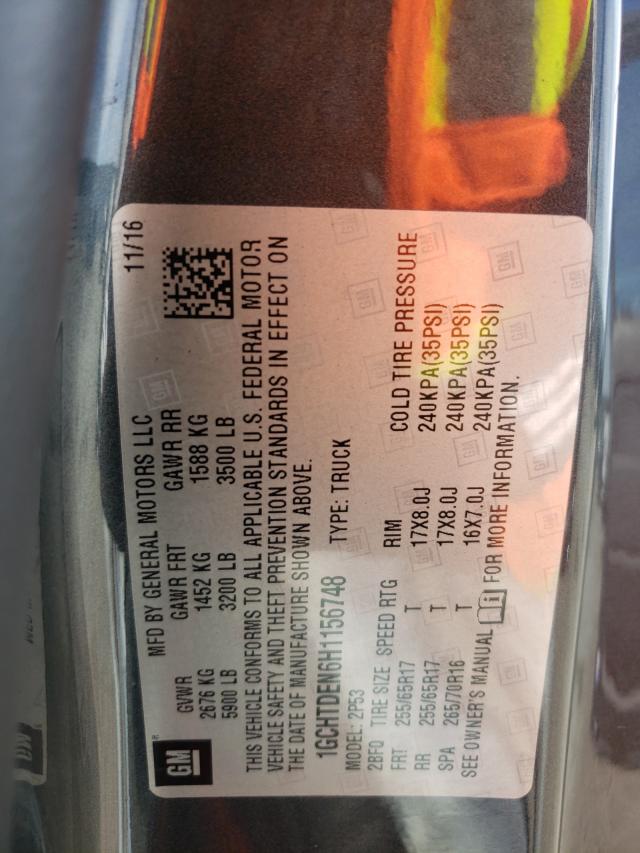 MFD BY GENERAL MOTORS LLC 11/16
GVWR GAWR FRT GAWR RR
2676 KG 1452 KG 1588 KG
5900 LB 3200 LB 3500 LB
THIS VEHICLE CONFORMS TO ALL APPLICABLE U.S. FEDERAL MOTOR
VEHICLE SAFETY AND THEFT PREVENTION STANDARDS IN EFFECT ON
THE DATE OF MANUFACTURE SHOWN ABOVE.
1GCHTDEN6H1156748 TYPE: TRUCK
MODEL: 2P53
2BFQ TIRE SIZE SPEED RTG RIM COLD TIRE PRESSURE
FRT 255/65R17 T 17X8.0J 240KPA(35PSI)
RR 255/65R17 T 17X8.0J 240KPA(35PSI)
SPA 265/70R16 T 16X7.0J 240KPA(35PSI)
SEE OWNER'S MANUAL i FOR MORE INFORMATION.
GM®